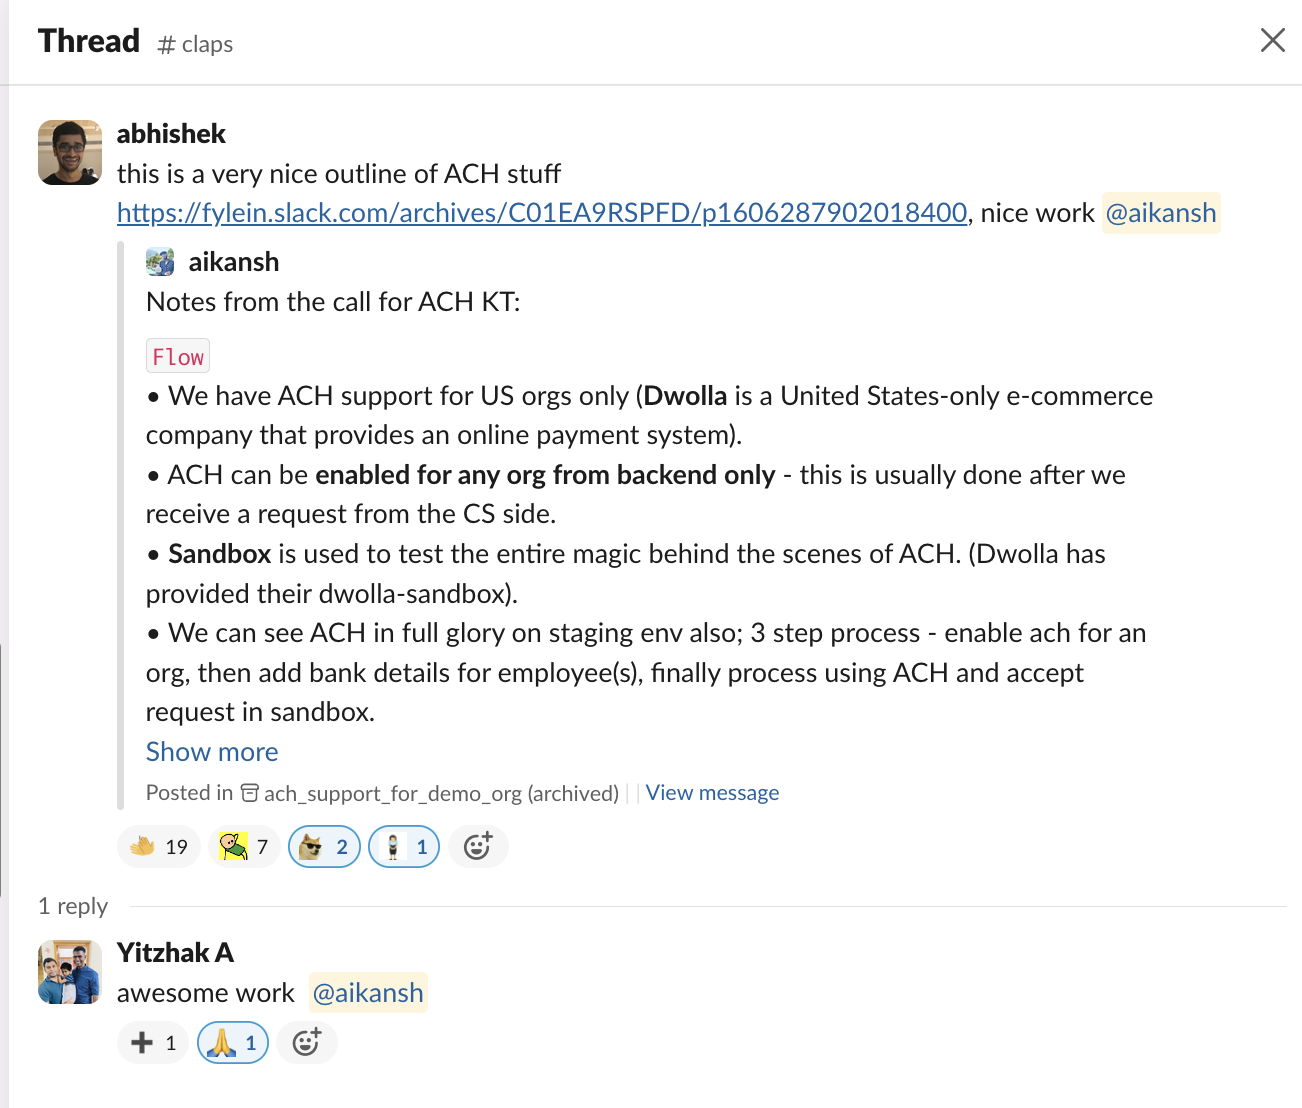 Thread # claps
abhishek
this is a very nice outline of ACH stuff
https://fylein.slack.com/archives/C01EA9RSPFD/p1606287902018400, nice work @aikansh
aikansh
Notes from the call for ACH KT:
Flow
• We have ACH support for US orgs only (Dwolla is a United States-only e-commerce
company that provides an online payment system).
• ACH can be enabled for any org from backend only - this is usually done after we
receive a request from the CS side.
• Sandbox is used to test the entire magic behind the scenes of ACH. (Dwolla has
provided their dwolla-sandbox).
• We can see ACH in full glory on staging env also; 3 step process - enable ach for an
org, then add bank details for employee(s), finally process using ACH and accept
request in sandbox.
Show more
Posted in ach_support_for_demo_org (archived) | | View message
19 7 2 1
1 reply
Yitzhak A
awesome work @aikansh
1 1